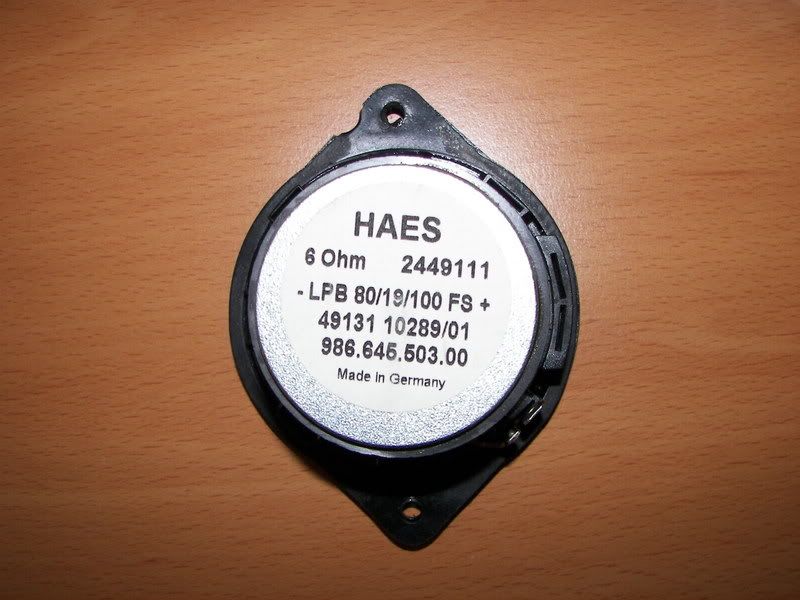 HAES
6 Ohm 2449111
- LPB 80/19/100 FS +
49131 10289/01
986.645.503.00
Made in Germany